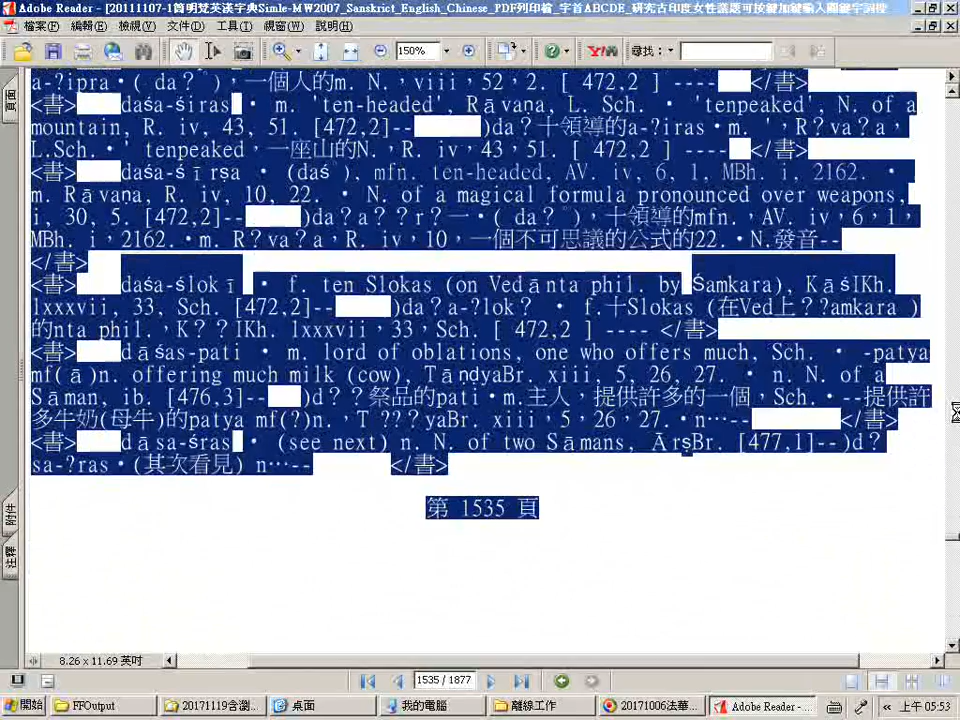 Adobe Reader - [20111107-1簡明梵英漢字典Simle-MW2007_Sanskrict_English_Chinese_PDF列印檔_字首ABCDE_研究古印度女性議題可按鍵加鍵輸入關鍵字詞搜
檔案(F) 編輯(E) 檢視(V) 文件(D) 工具(T) 視窗(W) 說明(H)
150% 尋找：
頁面
附件
注釋
a-?ipra・( da？ )，一個人的m. N.，viii，52，2. [ 472,2 ] ---- </書>
<書> daśa-śiras ・ m. 'ten-headed', Rāvaṇa, L. Sch. ・ 'tenpeaked', N. of a
mountain, R. iv, 43, 51. [472,2]-- )da？十領導的a-?iras・m. '，R？va？a，
L.Sch.・' tenpeaked，一座山的N.，R. iv，43，51. [ 472,2 ] ---- </書>
<書> daśa-śīrṣa ・ (daś ), mfn. ten-headed, AV. iv, 6, 1, MBh. i, 2162. ・
m. Rāvaṇa, R. iv, 10, 22. ・ N. of a magical formula pronounced over weapons,
i, 30, 5. [472,2]-- )da？a？？r？一・( da？ )，十領導的mfn.，AV. iv，6，1，
MBh. i，2162.・m. R？va？a，R. iv，10，一個不可思議的公式的22.・N.發音--
</書>
<書> daśa-ślokī ・ f. ten Slokas (on Vedānta phil. by Śamkara), KāśIKh.
lxxxvii, 33, Sch. [472,2]-- )da？a-?lok？ ・ f.十Slokas (在Ved上？?amkara )
的nta phil.，K？？IKh. lxxxvii，33，Sch. [ 472,2 ] ---- </書>
<書> dāśas-pati ・ m. lord of oblations, one who offers much, Sch. ・ -patya
mf(ā)n. offering much milk (cow), TāṇḍyaBr. xiii, 5, 26, 27. ・ n. N. of a
Sāman, ib. [476,3]-- )d？？祭品的pati・m.主人，提供許多的一個，Sch.・--提供許
多牛奶(母牛)的patya mf(?)n.，T ???yaBr. xiii，5，26，27.・n…-- </書>
<書> dāsa-śras ・ (see next) n. N. of two Sāmans, ĀrṣBr. [477,1]--)d？
sa-?ras・(其次看見) n…-- </書>
第 1535 頁
8.26 x 11.69 英吋
1535 / 1877
開始 FFOutput 20171119含瀏... 桌面 我的電腦 離線工作 20171006法華... Adobe Reader - [... 上午 05:53